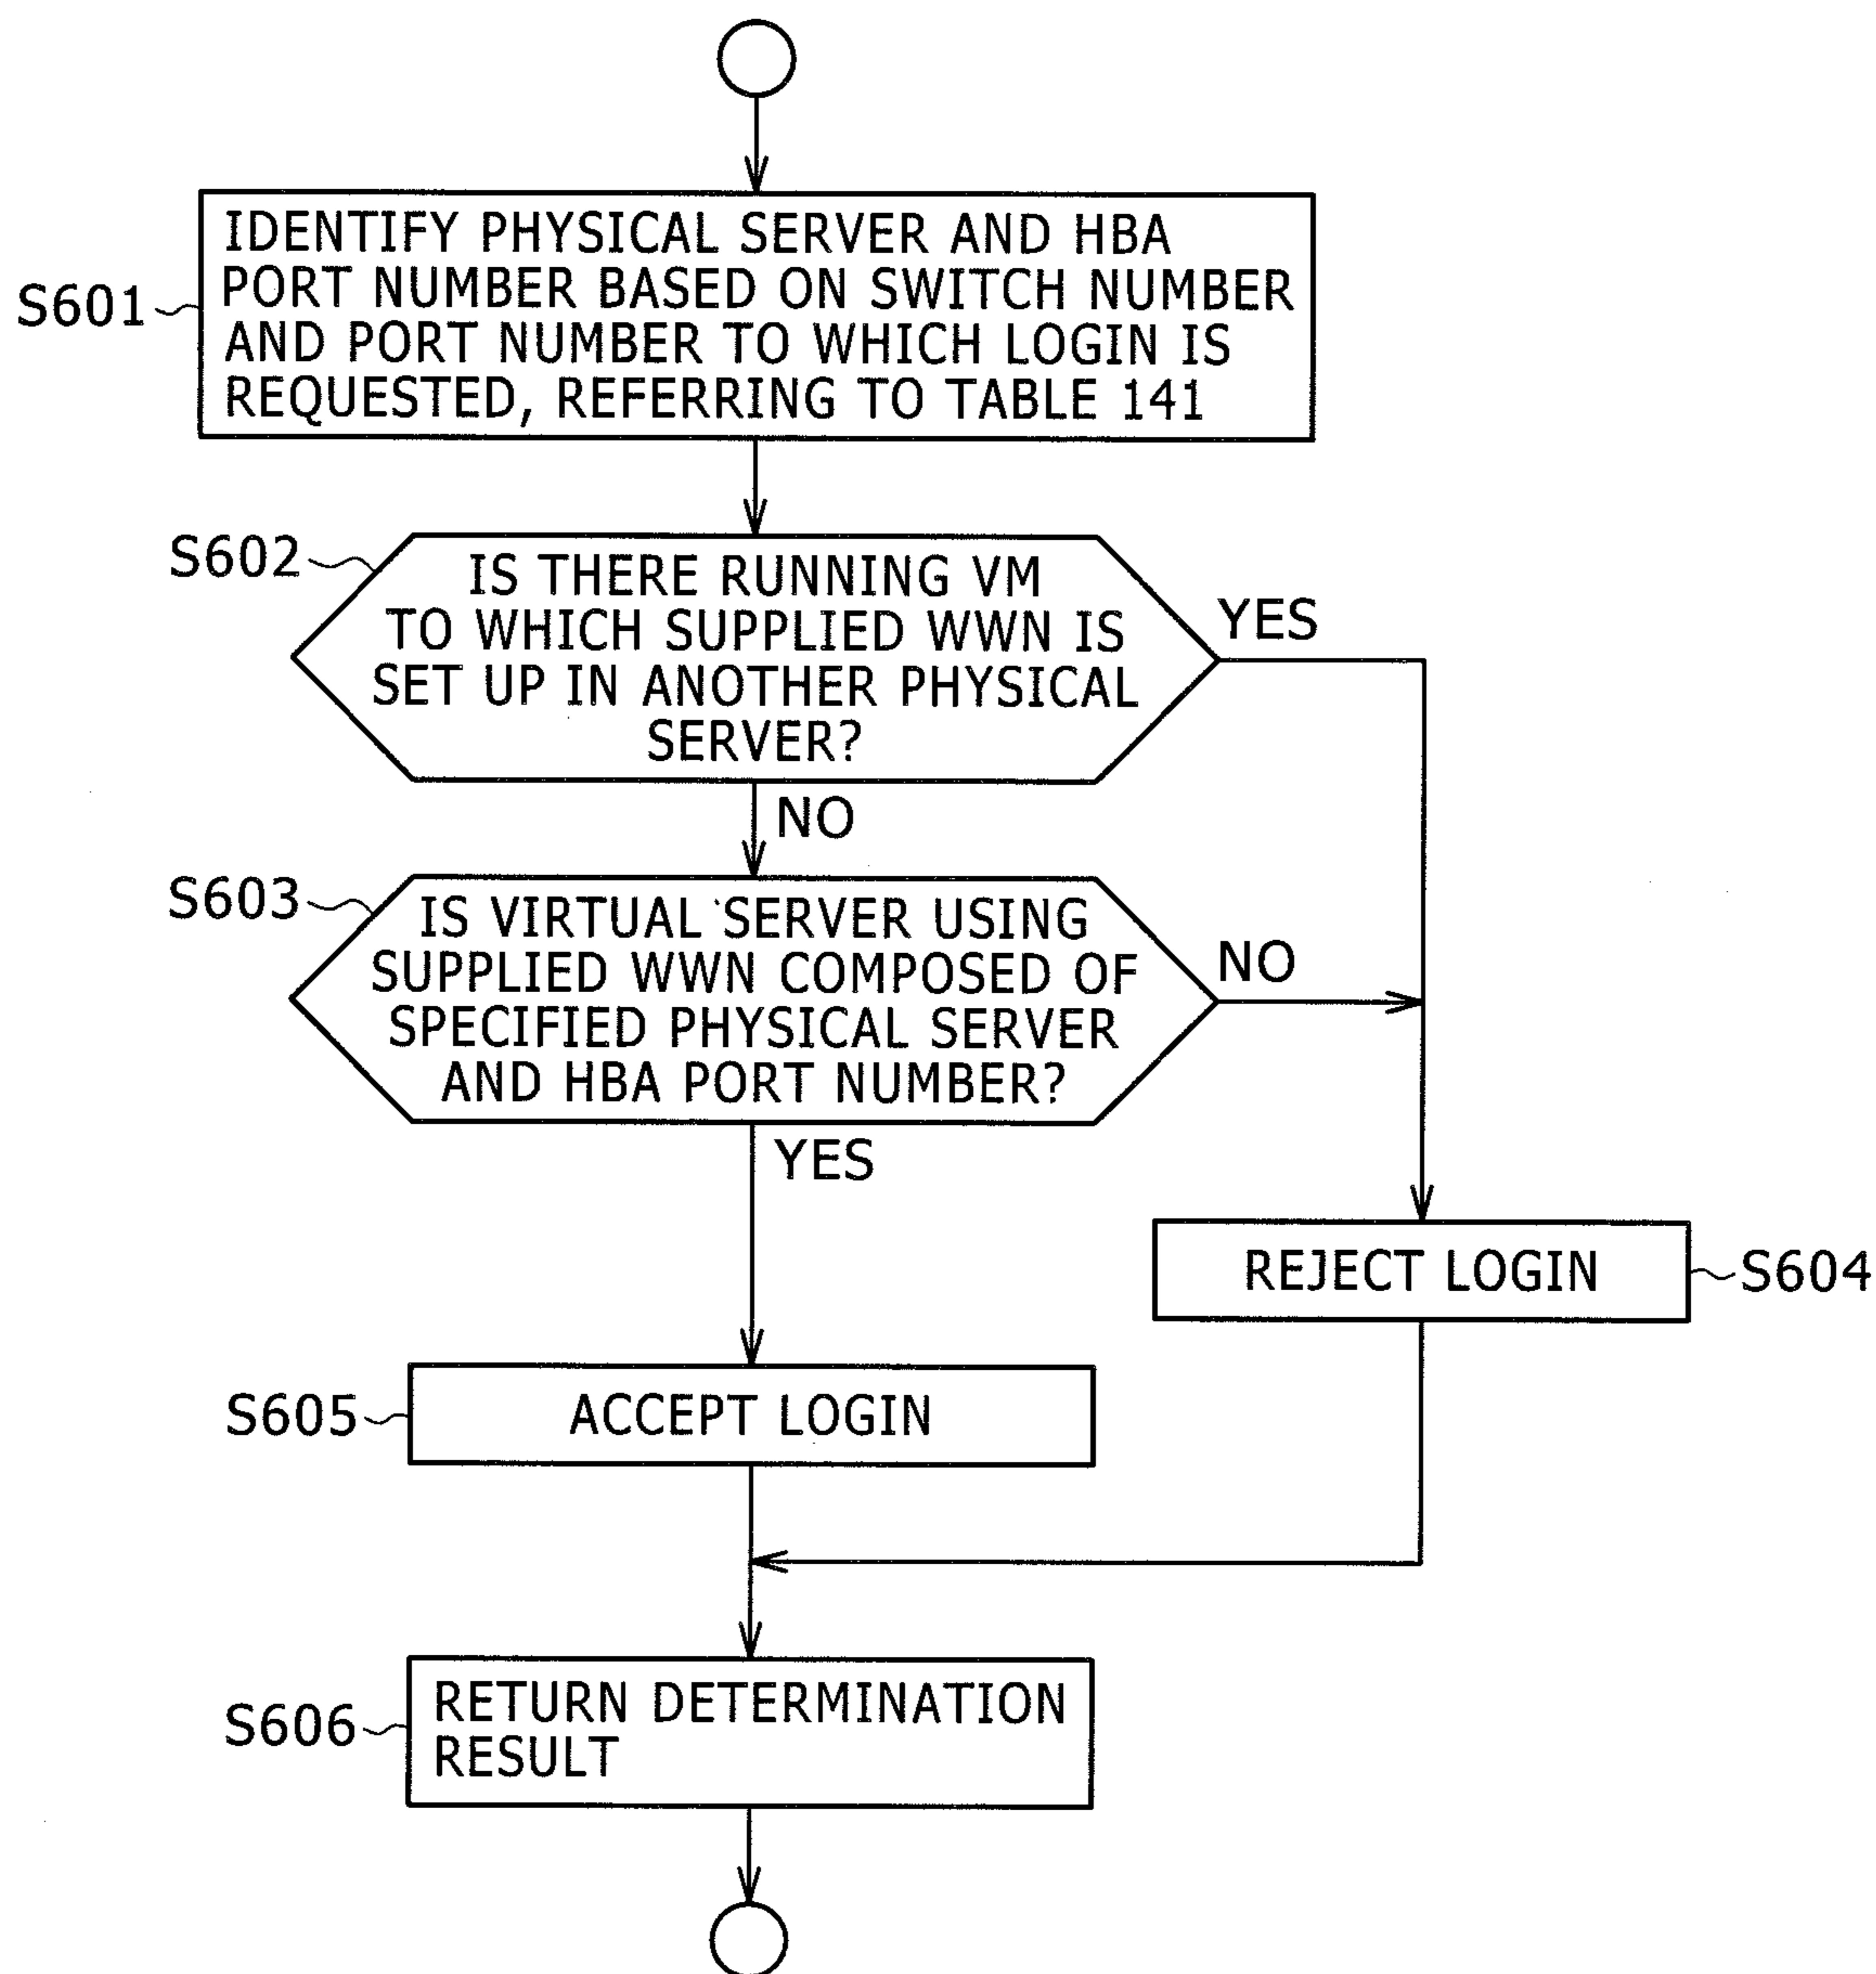 S601
IDENTIFY PHYSICAL SERVER AND HBA
PORT NUMBER BASED ON SWITCH NUMBER
AND PORT NUMBER TO WHICH LOGIN IS
REQUESTED, REFERRING TO TABLE 141
S602
IS THERE RUNNING VM
TO WHICH SUPPLIED WWN IS
SET UP IN ANOTHER PHYSICAL
SERVER?
YES
NO
S603
IS VIRTUAL SERVER USING
SUPPLIED WWN COMPOSED OF
SPECIFIED PHYSICAL SERVER
AND HBA PORT NUMBER?
NO
YES
REJECT LOGIN
S604
S605
ACCEPT LOGIN
S606
RETURN DETERMINATION
RESULT